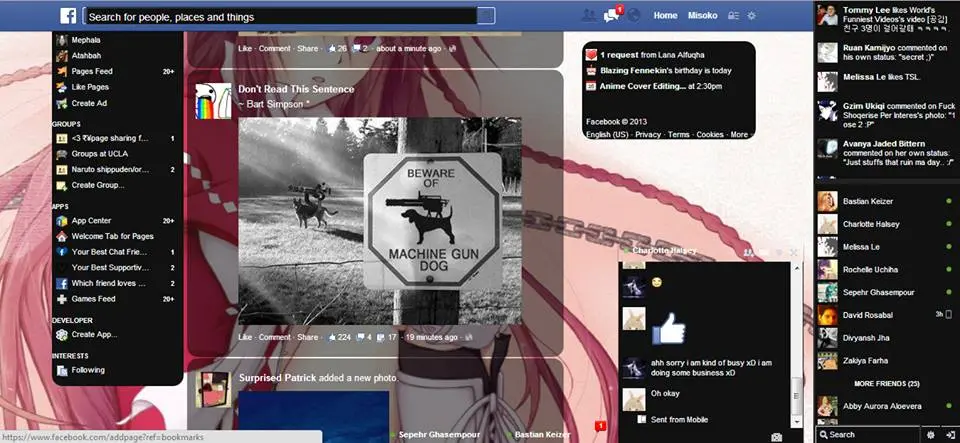 Search for people, places and things
1
Home
Misoko
Mephala
Atahbah
Pages Feed 20+
Like Pages
Create Ad
GROUPS
<3 ₹¥page sharing f... 1
Groups at UCLA
Naruto shippuden/or... 2
Create Group...
APPS
App Center 20+
Welcome Tab for Pages
Your Best Chat Frie... 1
Your Best Supportiv... 2
Which friend loves ... 2
Games Feed 20+
DEVELOPER
Create App...
INTERESTS
Following
https://www.facebook.com/addpage?ref=bookmarks
Like · Comment · Share · 26 2 · about a minute ago ·
Don't Read This Sentence
~ Bart Simpson "
BEWARE
OF
MACHINE GUN
DOG
Like · Comment · Share · 224 4 17 · 19 minutes ago ·
Surprised Patrick added a new photo.
1 request from Lana Alfuqha
Blazing Fennekin's birthday is today
Anime Cover Editing... at 2:30pm
Facebook © 2013
English (US) · Privacy · Terms · Cookies · More
Charlotte Halsey
ahh sorry i am kind of busy xD i am
doing some business xD
Oh okay
Sent from Mobile
Sepher Ghasempour
Bastian Keizer
1
Tommy Lee likes World's
Funniest Videos's video
친구 3명이
Ruan Kamijyo commented on
his own status: "secret ;)"
Melissa Le likes TSL.
Gzim Ukiqi commented on Fuck
Shoqerise Per Interes's photo: "1
ose 2 :P"
Avanya Jaded Bittern
commented on her own status:
"Just stuffs that ruin ma day.. :/"
Bastian Keizer
Charlotte Halsey
Melissa Le
Rochelle Uchiha
Sepehr Ghasempour
David Rosabal 3h
Divyansh Jha
Zakiya Farha
MORE FRIENDS (25)
Abby Aurora Aolevera
Search